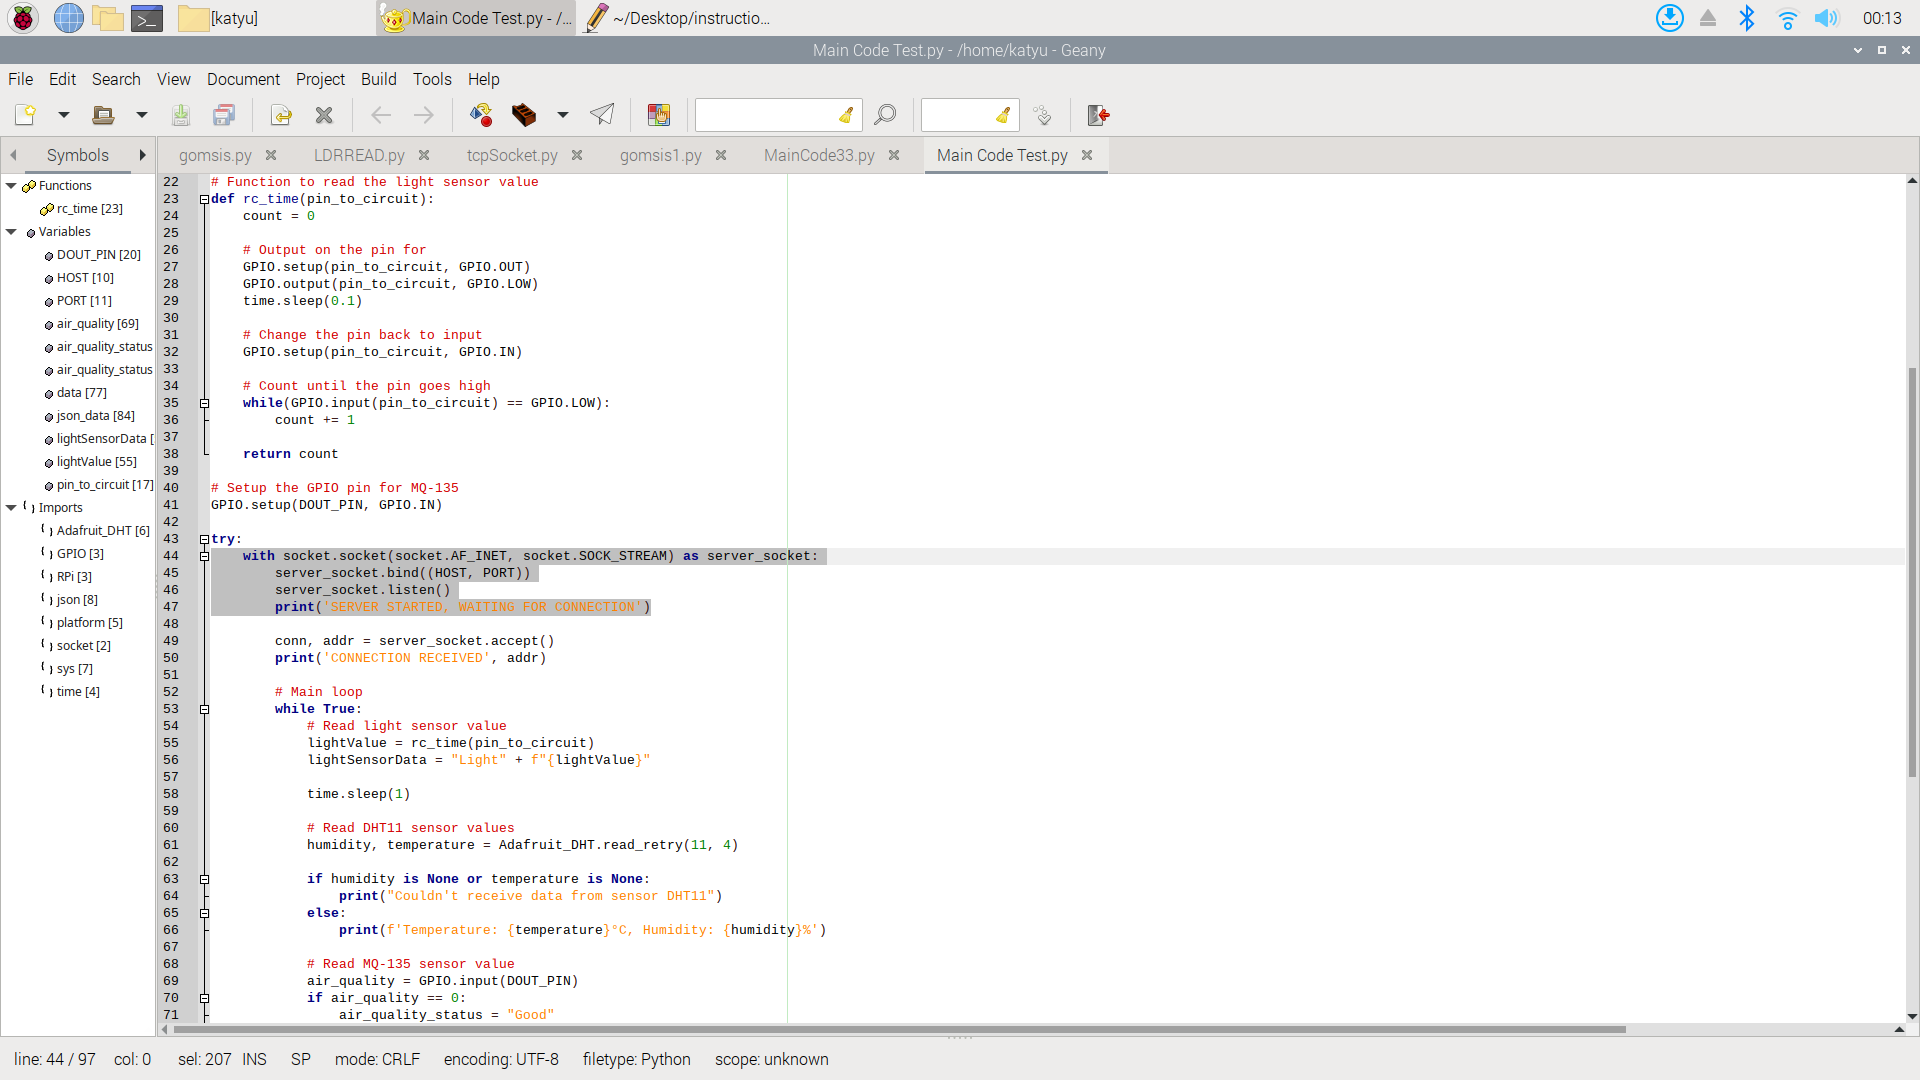 [katyu]
Main Code Test.py - /...
~/Desktop/instructio...
00:13
Main Code Test.py - /home/katyu - Geany
File Edit Search View Document Project Build Tools Help
Symbols
gomsis.py
LDRREAD.py
tcpSocket.py
gomsis1.py
MainCode33.py
Main Code Test.py
Functions
rc_time [23]
Variables
DOUT_PIN [20]
HOST [10]
PORT [11]
air_quality [69]
air_quality_status
air_quality_status
data [77]
json_data [84]
lightSensorData [
lightValue [55]
pin_to_circuit [17]
Imports
Adafruit_DHT [6]
GPIO [3]
RPi [3]
json [8]
platform [5]
socket [2]
sys [7]
time [4]
22 # Function to read the light sensor value
23 def rc_time(pin_to_circuit):
24     count = 0
25
26     # Output on the pin for
27     GPIO.setup(pin_to_circuit, GPIO.OUT)
28     GPIO.output(pin_to_circuit, GPIO.LOW)
29     time.sleep(0.1)
30
31     # Change the pin back to input
32     GPIO.setup(pin_to_circuit, GPIO.IN)
33
34     # Count until the pin goes high
35     while(GPIO.input(pin_to_circuit) == GPIO.LOW):
36         count += 1
37
38     return count
39
40 # Setup the GPIO pin for MQ-135
41 GPIO.setup(DOUT_PIN, GPIO.IN)
42
43 try:
44     with socket.socket(socket.AF_INET, socket.SOCK_STREAM) as server_socket:
45         server_socket.bind((HOST, PORT))
46         server_socket.listen()
47         print('SERVER STARTED, WAITING FOR CONNECTION')
48
49         conn, addr = server_socket.accept()
50         print('CONNECTION RECEIVED', addr)
51
52         # Main loop
53         while True:
54             # Read light sensor value
55             lightValue = rc_time(pin_to_circuit)
56             lightSensorData = "Light" + f"{lightValue}"
57
58             time.sleep(1)
59
60             # Read DHT11 sensor values
61             humidity, temperature = Adafruit_DHT.read_retry(11, 4)
62
63             if humidity is None or temperature is None:
64                 print("Couldn't receive data from sensor DHT11")
65             else:
66                 print(f'Temperature: {temperature}°C, Humidity: {humidity}%')
67
68             # Read MQ-135 sensor value
69             air_quality = GPIO.input(DOUT_PIN)
70             if air_quality == 0:
71                 air_quality_status = "Good"
line: 44 / 97 col: 0 sel: 207 INS SP mode: CRLF encoding: UTF-8 filetype: Python scope: unknown